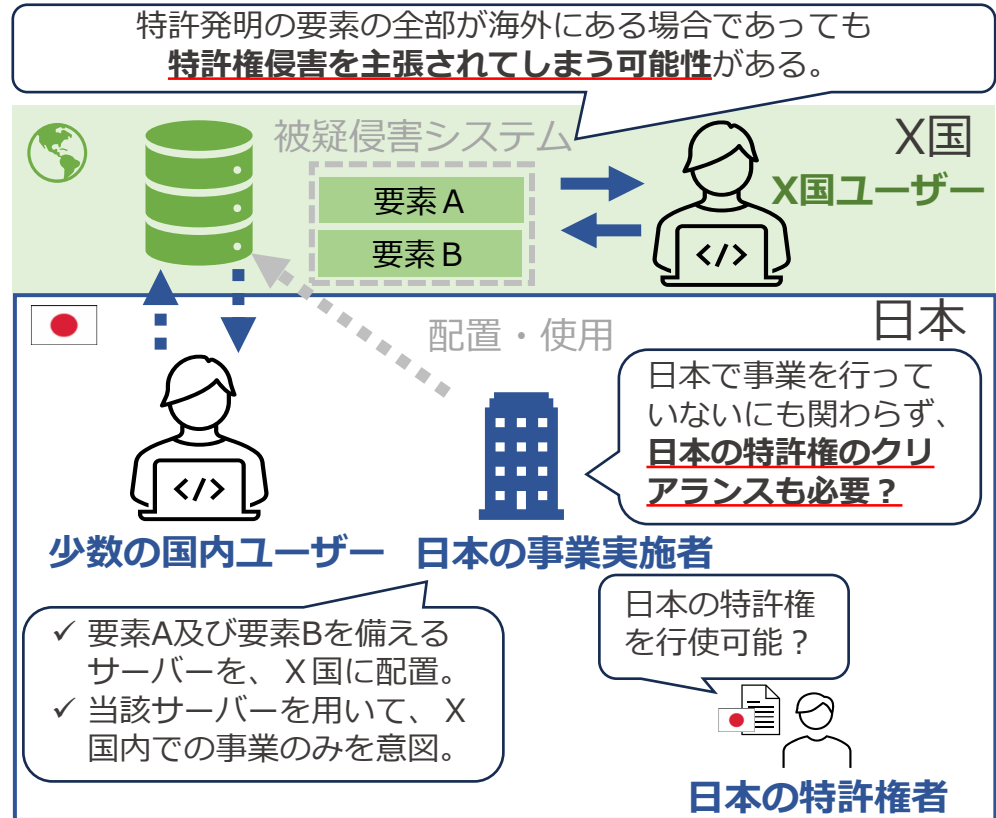 特許発明の要素の全部が海外にある場合であっても
特許権侵害を主張されてしまう可能性がある。
被疑侵害システム
X国
X国ユーザー
要素A
要素B
</>
日本
配置・使用
日本で事業を行って
いないにも関わらず、
日本の特許権のクリ
アランスも必要？
</>
少数の国内ユーザー
日本の事業実施者
✓ 要素A及び要素Bを備える
サーバーを、X国に配置。
✓ 当該サーバーを用いて、X
国内での事業のみを意図。
日本の特許権
を行使可能？
日本の特許権者